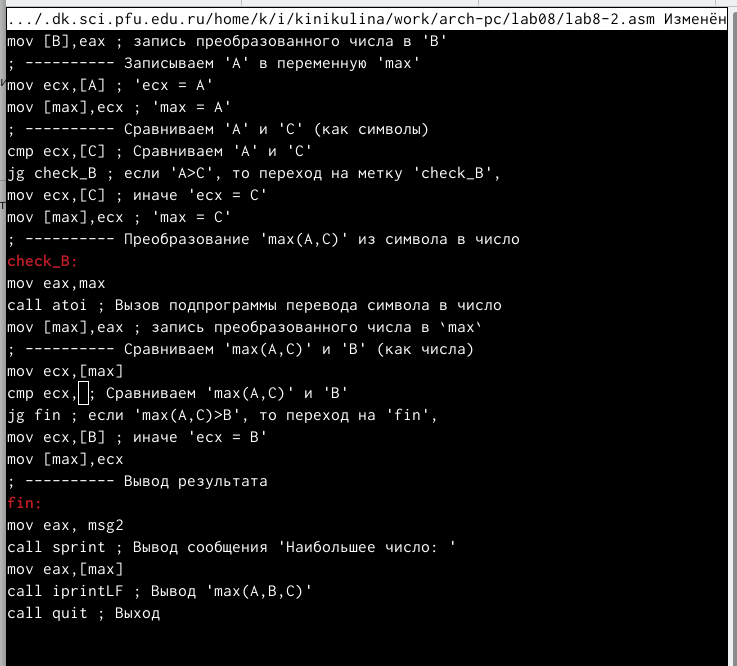 .../.dk.sci.pfu.edu.ru/home/k/i/kinikulina/work/arch-pc/lab08/lab8-2.asm Изменён
mov [B],eax ; запись преобразованного числа в 'B'
; ---------- Записываем 'A' в переменную 'max'
mov ecx,[A] ; 'ecx = A'
mov [max],ecx ; 'max = A'
; ---------- Сравниваем 'A' и 'С' (как символы)
cmp ecx,[C] ; Сравниваем 'A' и 'С'
jg check_B ; если 'A>C', то переход на метку 'check_B',
mov ecx,[C] ; иначе 'ecx = C'
mov [max],ecx ; 'max = C'
; ---------- Преобразование 'max(A,C)' из символа в число
check_B:
mov eax,max
call atoi ; Вызов подпрограммы перевода символа в число
mov [max],eax ; запись преобразованного числа в `max`
; ---------- Сравниваем 'max(A,C)' и 'B' (как числа)
mov ecx,[max]
cmp ecx, ; Сравниваем 'max(A,C)' и 'B'
jg fin ; если 'max(A,C)>B', то переход на 'fin',
mov ecx,[B] ; иначе 'ecx = B'
mov [max],ecx
; ---------- Вывод результата
fin:
mov eax, msg2
call sprint ; Вывод сообщения 'Наибольшее число: '
mov eax,[max]
call iprintLF ; Вывод 'max(A,B,C)'
call quit ; Выход